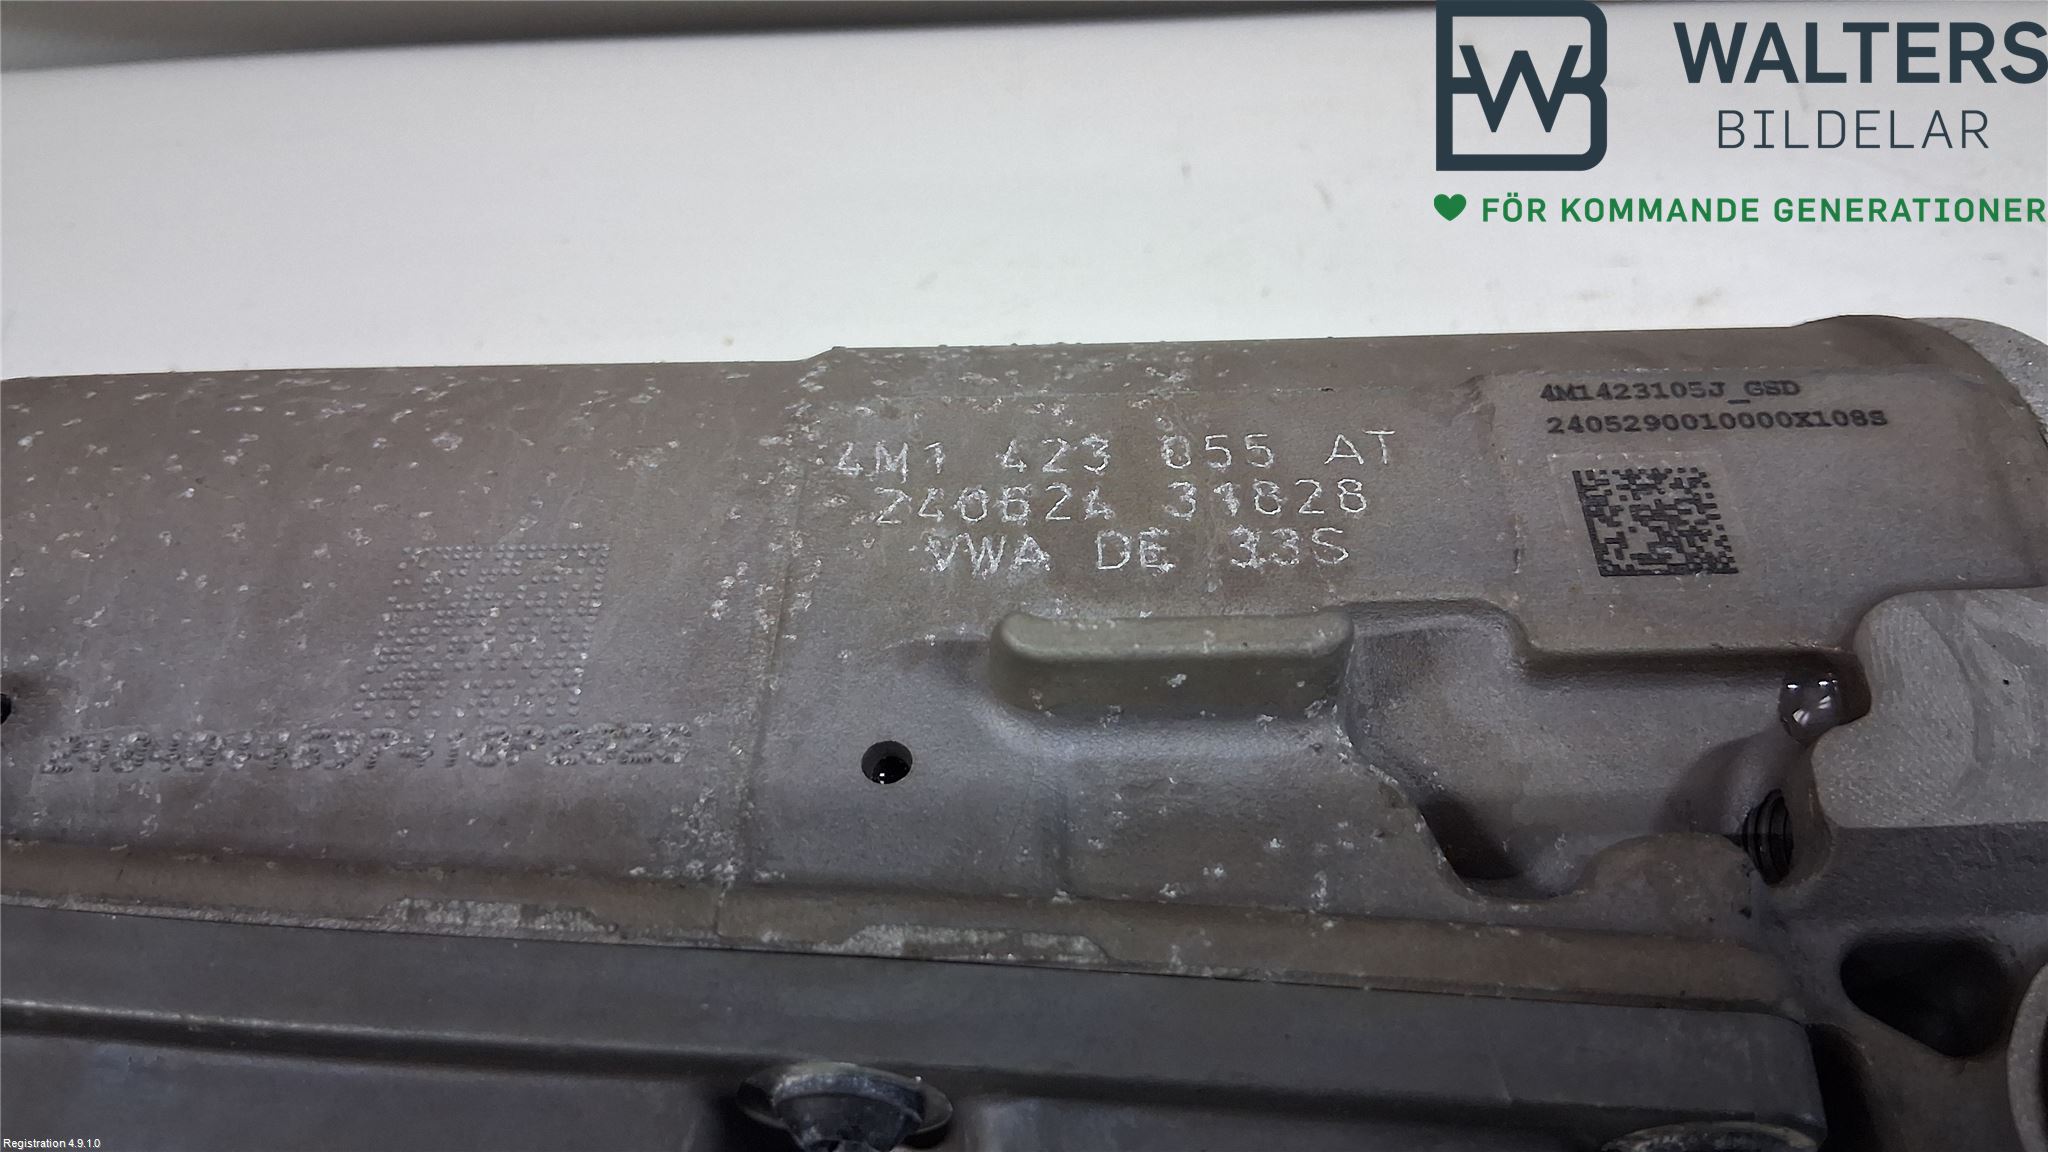 WALTERS
BILDELAR
FÖR KOMMANDE GENERATIONER
4M1423105J_GSD
2405290010000X108S
4M1 423 055 AT
240624 31828
VWA DE 33S
Registration 4.9.1.0